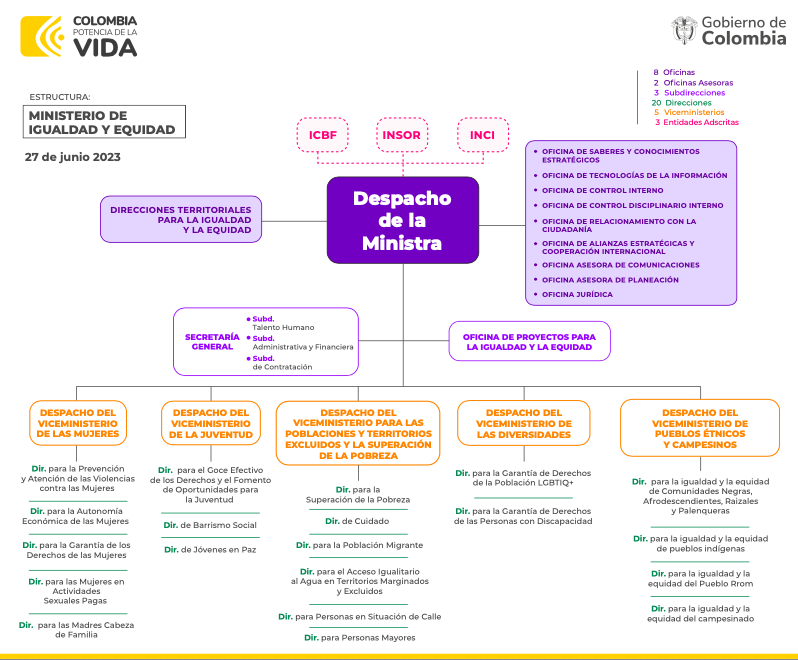 COLOMBIA
POTENCIA DE LA
VIDA
Gobierno de
Colombia
8 Oficinas
2 Oficinas Asesoras
3 Subdirecciones
20 Direcciones
5 Viceministerios
3 Entidades Adscritas
ESTRUCTURA:
MINISTERIO DE
IGUALDAD Y EQUIDAD
27 de junio 2023
ICBF
INSOR
INCI
Despacho
de la
Ministra
DIRECCIONES TERRITORIALES
PARA LA IGUALDAD
Y LA EQUIDAD
• OFICINA DE SABERES Y CONOCIMIENTOS
ESTRATÉGICOS
• OFICINA DE TECNOLOGÍAS DE LA INFORMACIÓN
• OFICINA DE CONTROL INTERNO
• OFICINA DE CONTROL DISCIPLINARIO INTERNO
• OFICINA DE RELACIONAMIENTO CON LA
CIUDADANÍA
• OFICINA DE ALIANZAS ESTRATÉGICAS Y
COOPERACIÓN INTERNACIONAL
• OFICINA ASESORA DE COMUNICACIONES
• OFICINA ASESORA DE PLANEACIÓN
• OFICINA JURÍDICA
SECRETARÍA
GENERAL
• Subd.
Talento Humano
• Subd.
Administrativa y Financiera
• Subd.
de Contratación
OFICINA DE PROYECTOS PARA
LA IGUALDAD Y LA EQUIDAD
DESPACHO DEL
VICEMINISTERIO
DE LAS MUJERES
Dir. para la Prevención
y Atención de las Violencias
contra las Mujeres
Dir. para la Autonomía
Económica de las Mujeres
Dir. para la Garantía de los
Derechos de las Mujeres
Dir. para las Mujeres en
Actividades
Sexuales Pagas
Dir. para las Madres Cabeza
de Familia
DESPACHO DEL
VICEMINISTERIO
DE LA JUVENTUD
Dir. para el Goce Efectivo
de los Derechos y el Fomento
de Oportunidades para
la Juventud
Dir. de Barrismo Social
Dir. de Jóvenes en Paz
DESPACHO DEL
VICEMINISTERIO PARA LAS
POBLACIONES Y TERRITORIOS
EXCLUIDOS Y LA SUPERACIÓN
DE LA POBREZA
Dir. para la
Superación de la Pobreza
Dir. de Cuidado
Dir. para la Población Migrante
Dir. para el Acceso Igualitario
al Agua en Territorios Marginados
y Excluidos
Dir. para Personas en Situación de Calle
Dir. para Personas Mayores
DESPACHO DEL
VICEMINISTERIO DE
LAS DIVERSIDADES
Dir. para la Garantía de Derechos
de la Población LGBTIQ+
Dir. para la Garantía de Derechos
de las Personas con Discapacidad
DESPACHO DEL
VICEMINISTERIO DE
PUEBLOS ÉTNICOS
Y CAMPESINOS
Dir. para la igualdad y la equidad
de Comunidades Negras,
Afrodescendientes, Raizales
y Palenqueras
Dir. para la igualdad y la equidad
de pueblos indígenas
Dir. para la igualdad y la
equidad del Pueblo Rrom
Dir. para la igualdad y la
equidad del campesinado